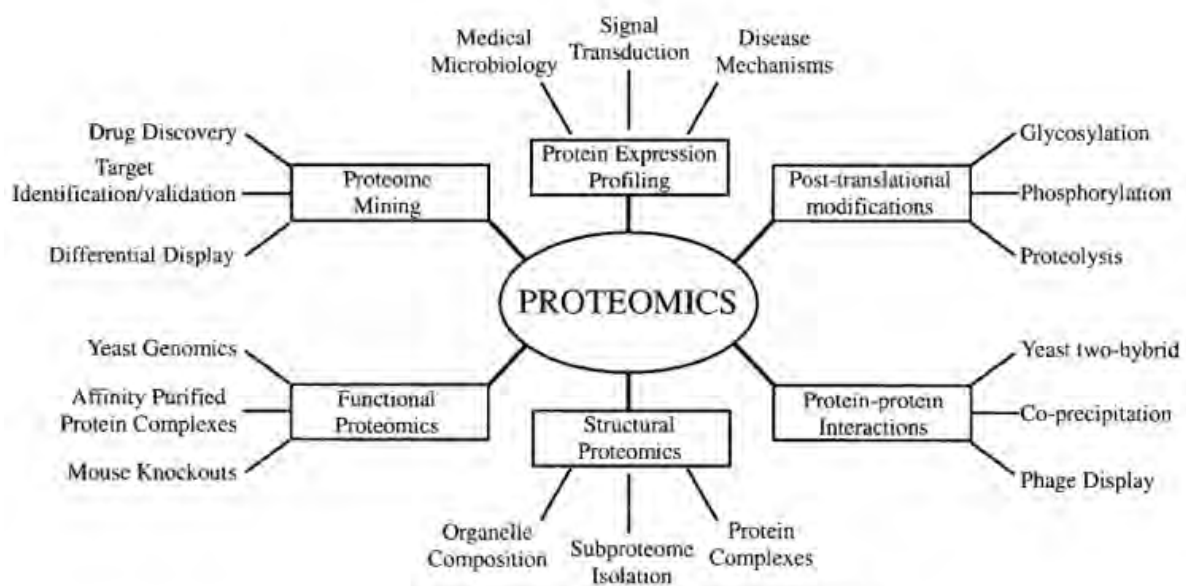 Medical
Microbiology
Signal
Transduction
Disease
Mechanisms
Drug Discovery
Target
Identification/validation
Differential Display
Proteome
Mining
Protein Expression
Profiling
Post-translational
modifications
Glycosylation
Phosphorylation
Proteolysis
PROTEOMICS
Yeast Genomics
Affinity Purified
Protein Complexes
Mouse Knockouts
Functional
Proteomics
Structural
Proteomics
Protein-protein
Interactions
Yeast two-hybrid
Co-precipitation
Phage Display
Organelle
Composition
Subproteome
Isolation
Protein
Complexes